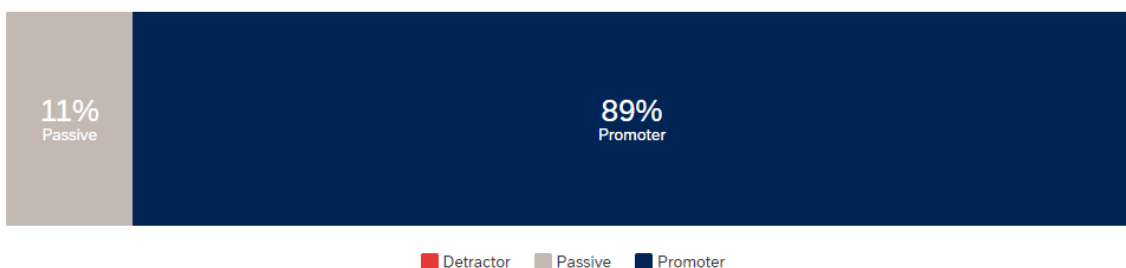 11%
Passive
89%
Promoter
Detractor Passive Promoter